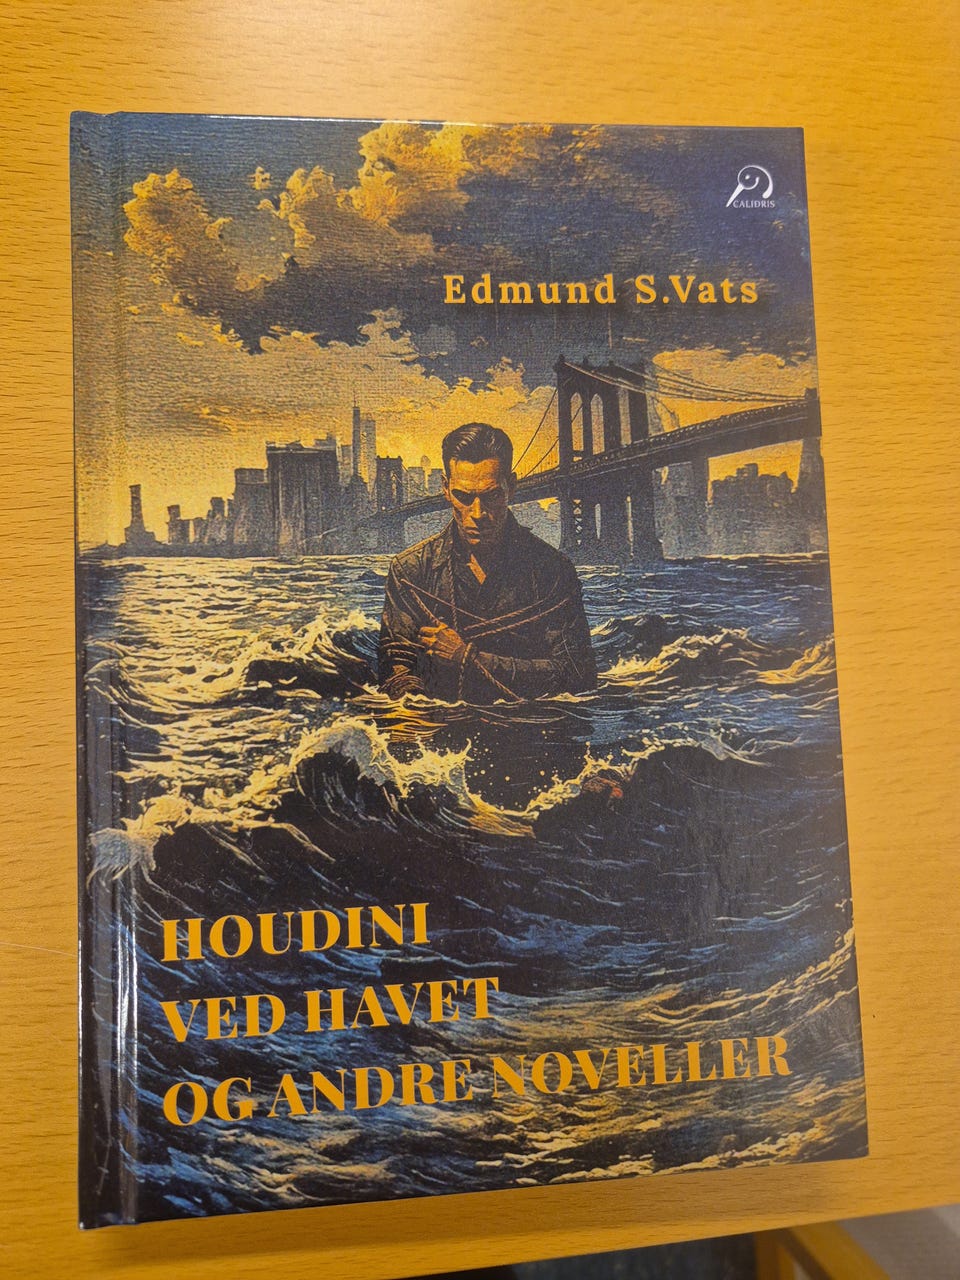 CALIDRIS
Edmund S.Vats
HOUDINI
VED HAVET
OG ANDRE NOVELLER